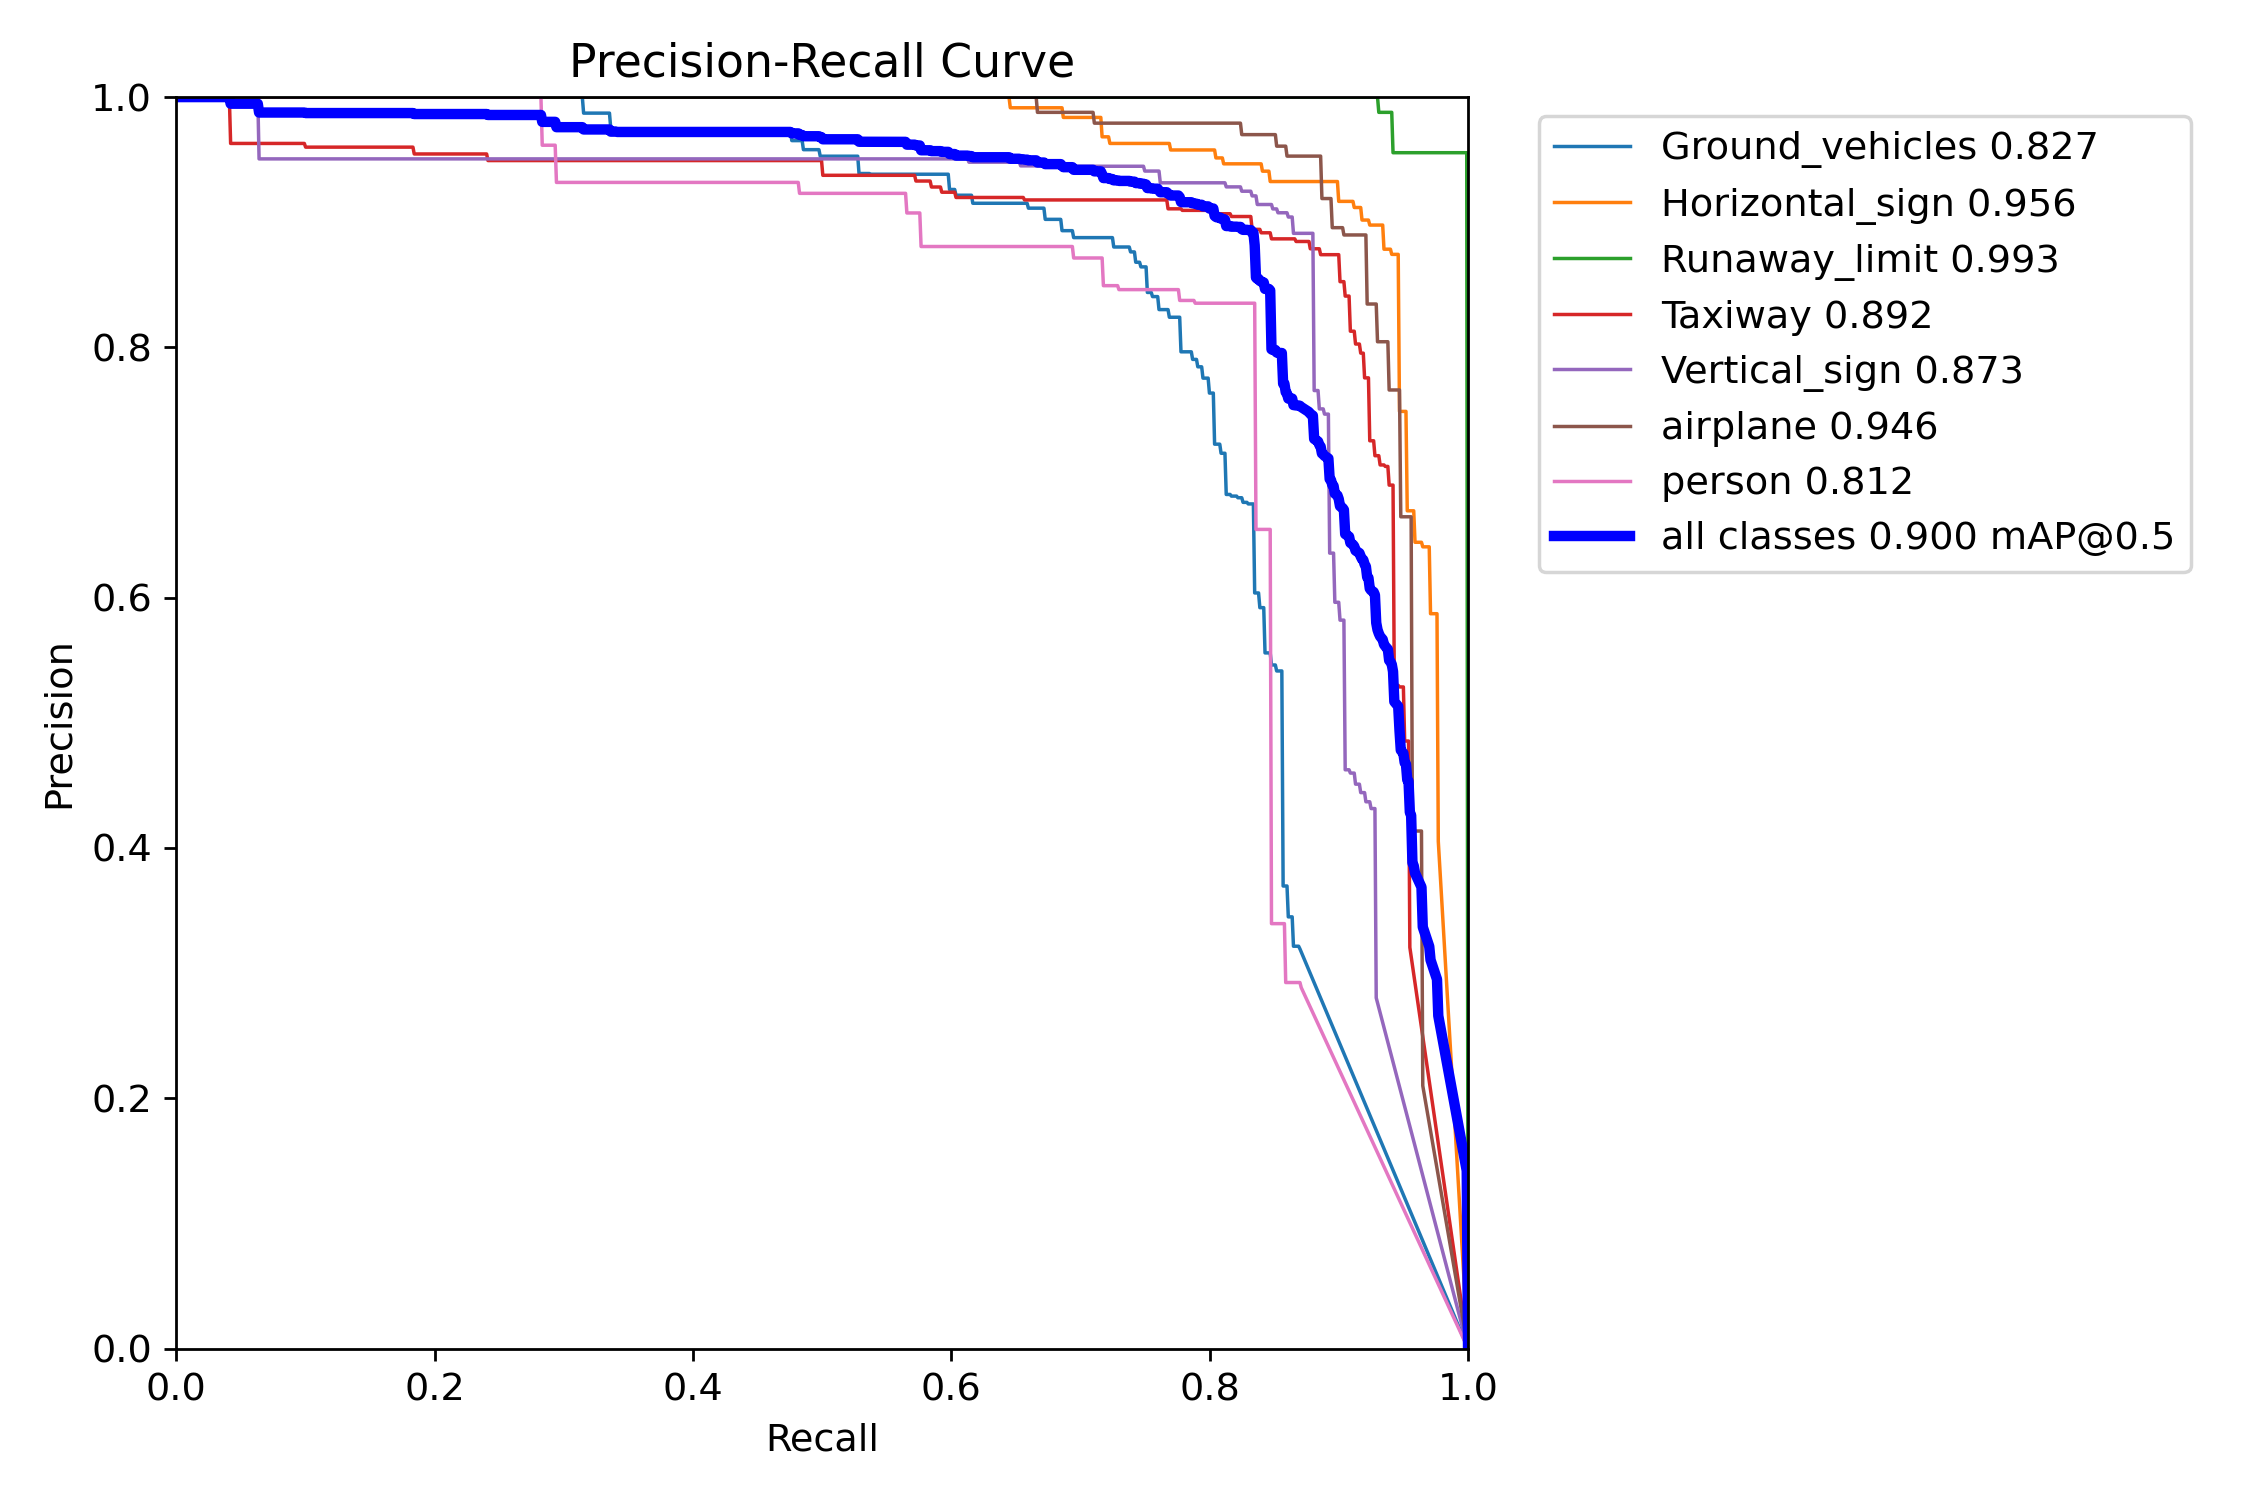 Precision-Recall Curve
1.0
0.8
0.6
0.4
0.2
0.0
Precision
0.0 0.2 0.4 0.6 0.8 1.0
Recall
Ground_vehicles 0.827
Horizontal_sign 0.956
Runaway_limit 0.993
Taxiway 0.892
Vertical_sign 0.873
airplane 0.946
person 0.812
all classes 0.900 mAP@0.5